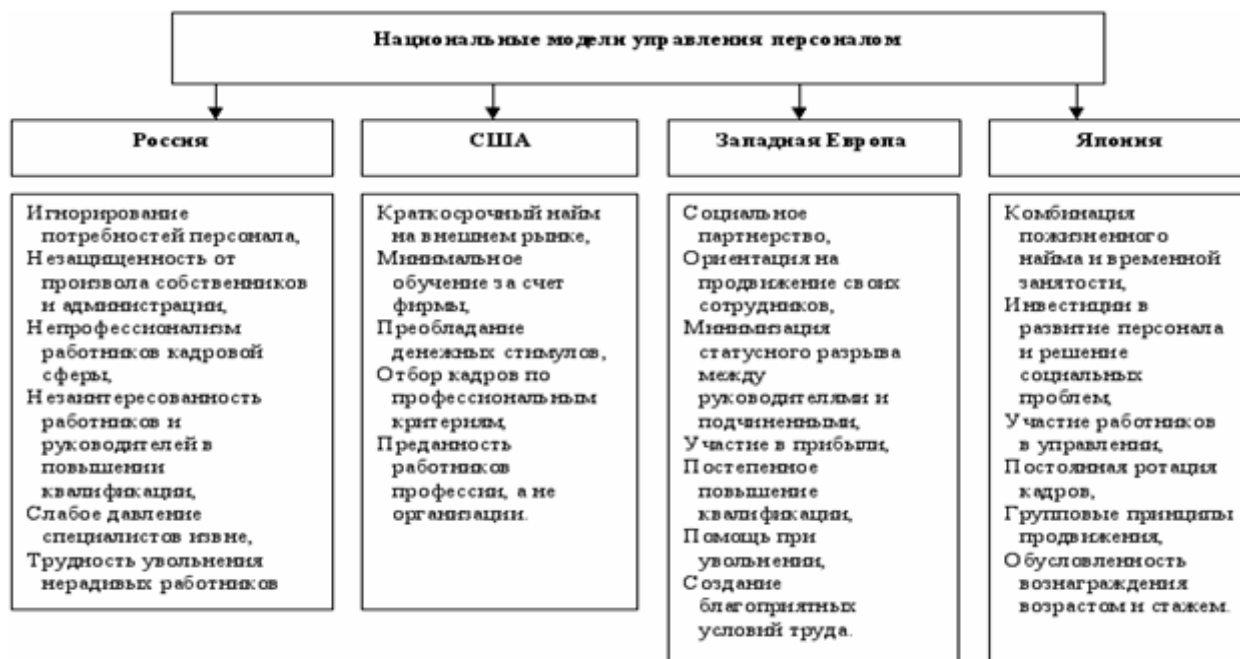 Национальные модели управления персоналом
Россия
Игнорирование
потребностей персонала,
Незащищенность от
произвола собственников
и администрации,
Непрофессионализм
работников кадровой
сферы,
Незаинтересованность
работников и
руководителей в
повышении
квалификации,
Слабое давление
специалистов извне,
Трудность увольнения
нерадивых работников
США
Краткосрочный найм
на внешнем рынке,
Минимальное
обучение за счет
фирмы,
Преобладание
денежных стимулов,
Отбор кадров по
профессиональным
критериям,
Преданность
работников
профессии, а не
организации.
Западная Европа
Социальное
партнерство,
Ориентация на
продвижение своих
сотрудников,
Минимизация
статусного разрыва
между
руководителями и
подчиненными,
Участие в прибыли,
Постепенное
повышение
квалификации,
Помощь при
увольнении,
Создание
благоприятных
условий труда.
Япония
Комбинация
пожизненного
найма и временной
занятости,
Инвестиции в
развитие персонала
и решение
социальных
проблем,
Участие работников
в управлении,
Постоянная ротация
кадров,
Групповые принципы
продвижения,
Обусловленность
вознаграждения
возрастом и стажем.